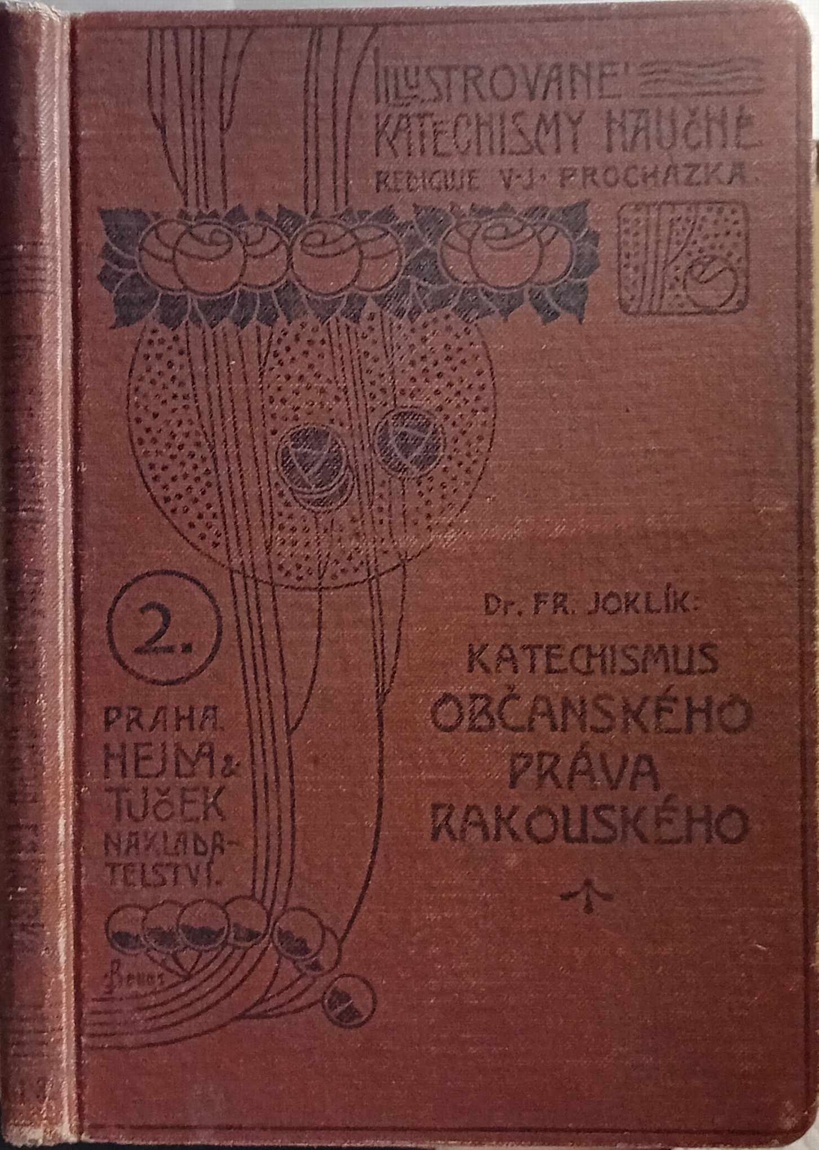 ILLUSTROVANÉ
KATECHISMY NAUČNÉ
REDIGUJE V. J. PROCHÁZKA.
Dr. FR. JOKLÍK:
KATECHISMUS
OBČANSKÉHO
PRÁVA
RAKOUSKÉHO
2.
PRAHA.
HEJDA &
TUČEK
NAKLADA-
TELSTVÍ.